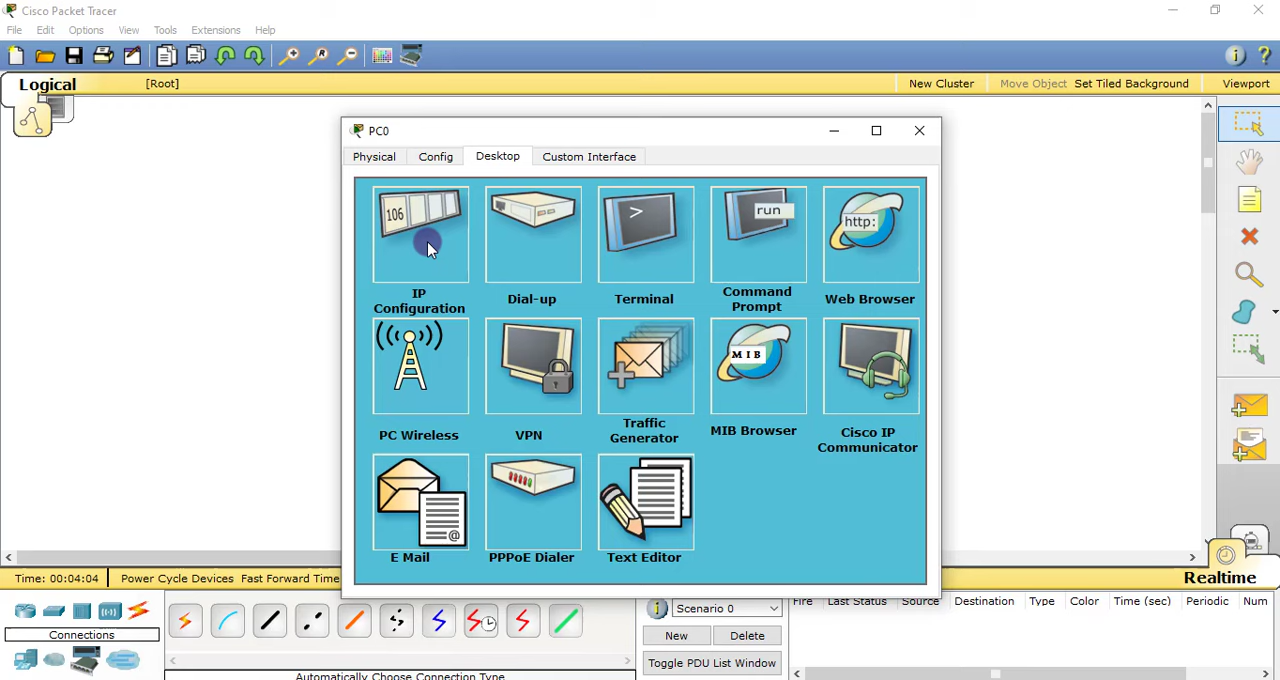 Cisco Packet Tracer
File Edit Options View Tools Extensions Help
Logical [Root] New Cluster Move Object Set Tiled Background Viewport
PC0
Physical Config Desktop Custom Interface
106 > run http:
IP Configuration
Dial-up
Terminal
Command Prompt
Web Browser
MIB
PC Wireless
VPN
Traffic Generator
MIB Browser
Cisco IP Communicator
@
E Mail
PPPoE Dialer
Text Editor
Time: 00:04:04 Power Cycle Devices Fast Forward Time
Realtime
Connections
Automatically Choose Connection Type
Scenario 0
New Delete
Toggle PDU List Window
Fire Last Status Source Destination Type Color Time (sec) Periodic Num